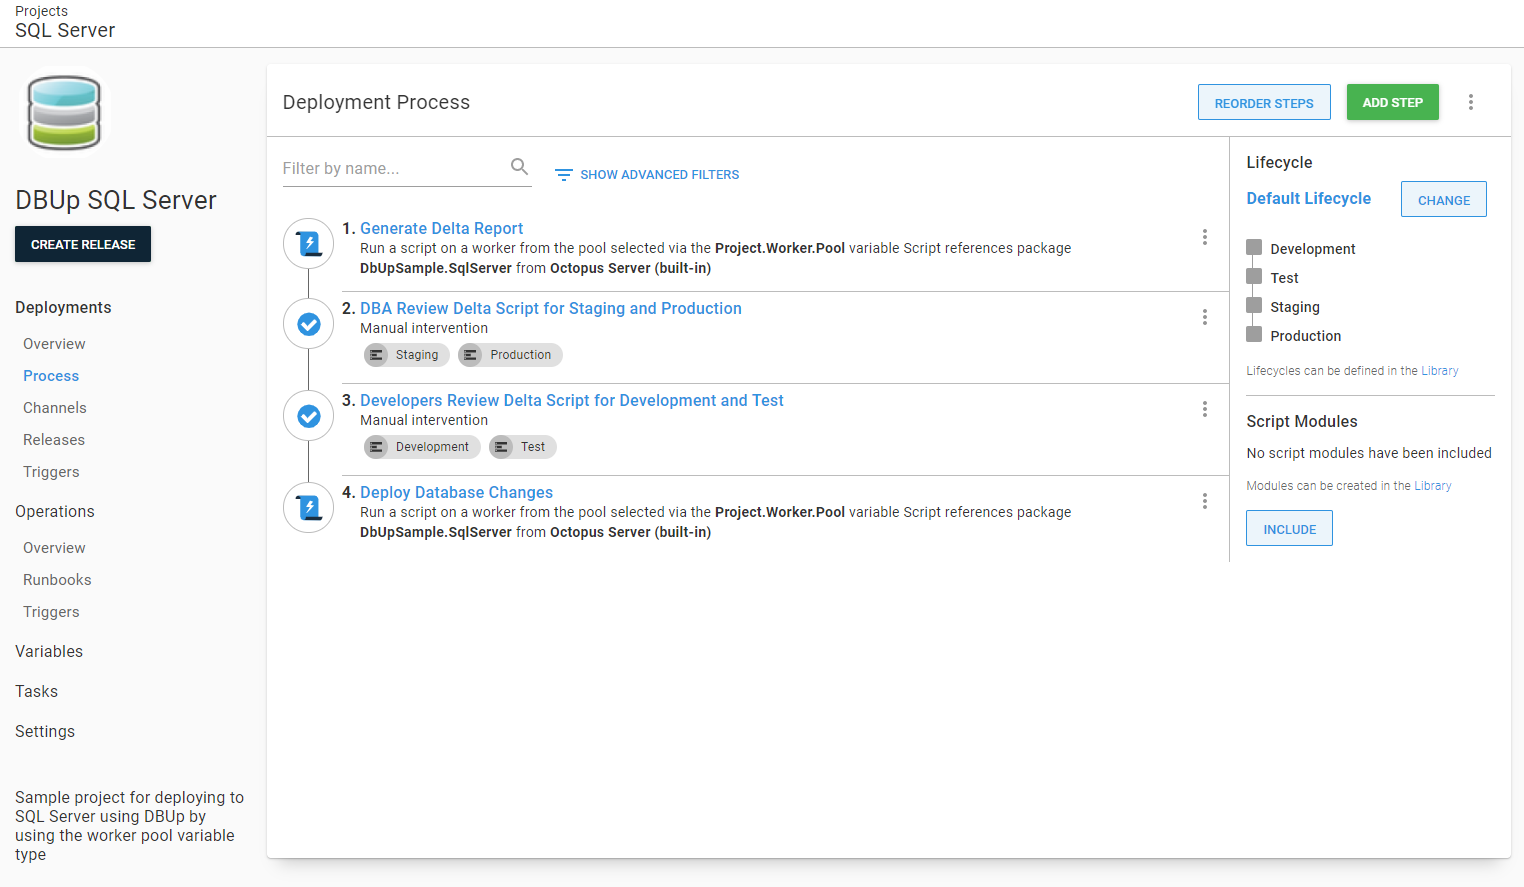 Projects
SQL Server
DBUp SQL Server
CREATE RELEASE
Deployments
Overview
Process
Channels
Releases
Triggers
Operations
Overview
Runbooks
Triggers
Variables
Tasks
Settings
Sample project for deploying to
SQL Server using DBUp by
using the worker pool variable
type
Deployment Process
REORDER STEPS
ADD STEP
Filter by name...
SHOW ADVANCED FILTERS
1. Generate Delta Report
Run a script on a worker from the pool selected via the Project.Worker.Pool variable Script references package
DbUpSample.SqlServer from Octopus Server (built-in)
2. DBA Review Delta Script for Staging and Production
Manual intervention
Staging Production
3. Developers Review Delta Script for Development and Test
Manual intervention
Development Test
4. Deploy Database Changes
Run a script on a worker from the pool selected via the Project.Worker.Pool variable Script references package
DbUpSample.SqlServer from Octopus Server (built-in)
Lifecycle
Default Lifecycle
CHANGE
Development
Test
Staging
Production
Lifecycles can be defined in the Library
Script Modules
No script modules have been included
Modules can be created in the Library
INCLUDE